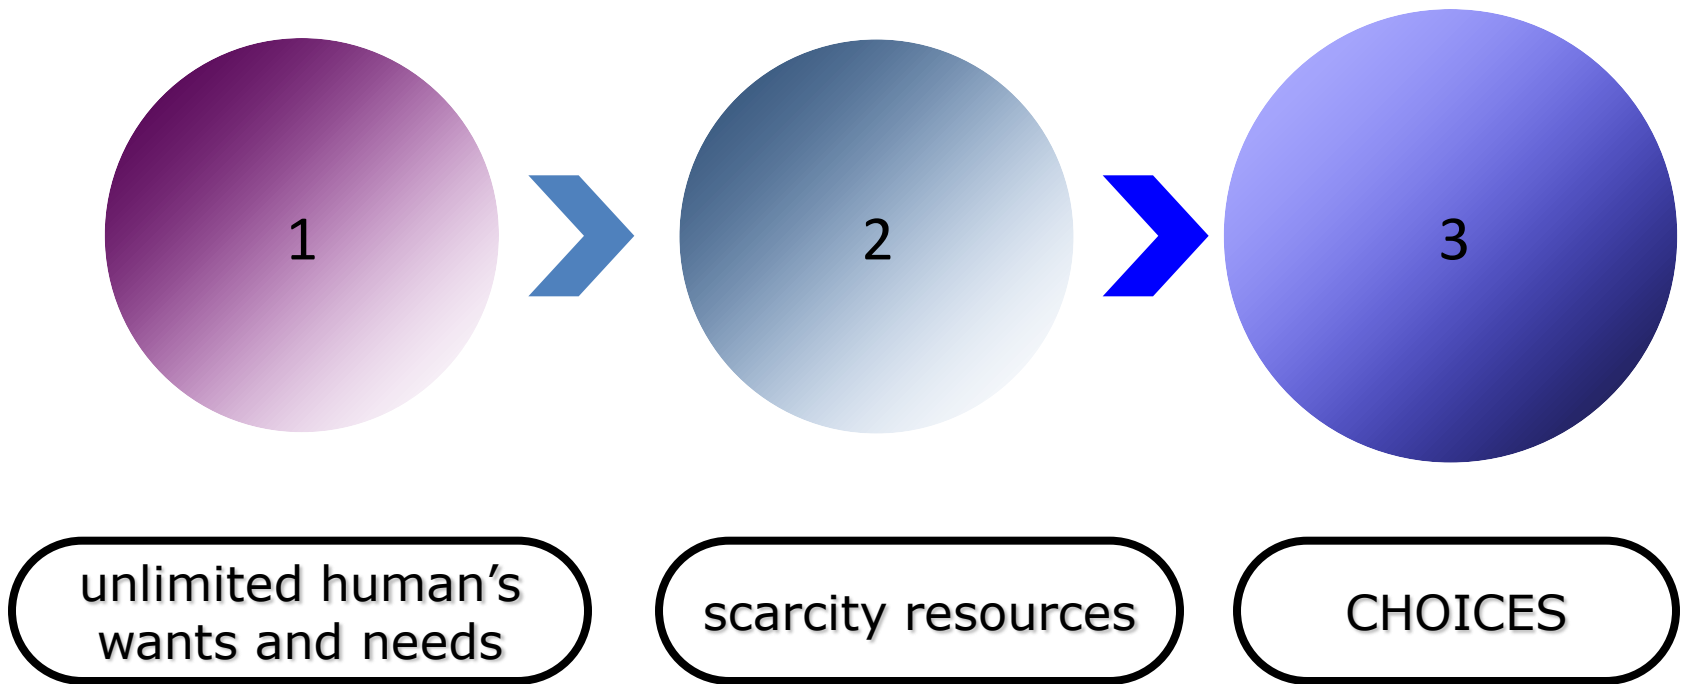 1
2
3
unlimited human’s
wants and needs
scarcity resources
CHOICES